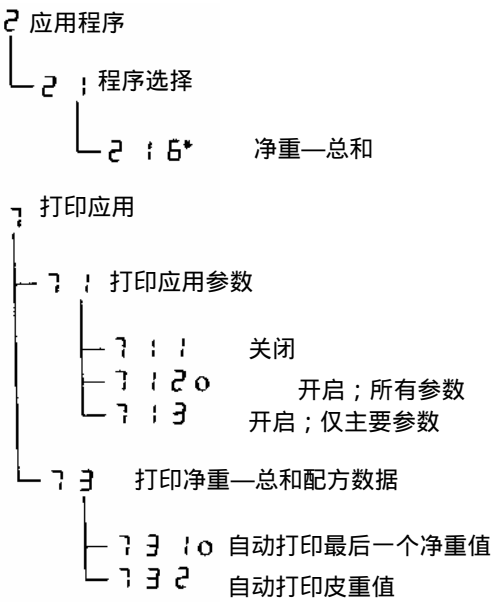 2 应用程序
2 1 程序选择
2 1 6* 净重—总和
7 打印应用
7 1 打印应用参数
7 1 1 关闭
7 1 2 o 开启；所有参数
7 1 3 开启；仅主要参数
7 3 打印净重—总和配方数据
7 3 1 o 自动打印最后一个净重值
7 3 2 自动打印皮重值